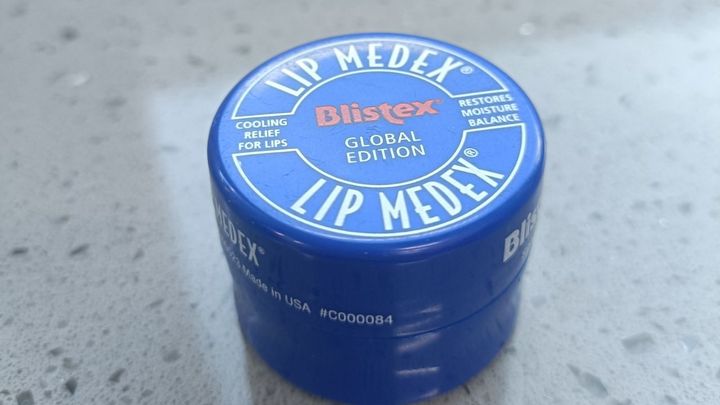 LIP MEDEX®
Blistex®
GLOBAL
EDITION
COOLING
RELIEF
FOR LIPS
RESTORES
MOISTURE
BALANCE
LIP MEDEX®
MEDEX®
Made in USA #C000084